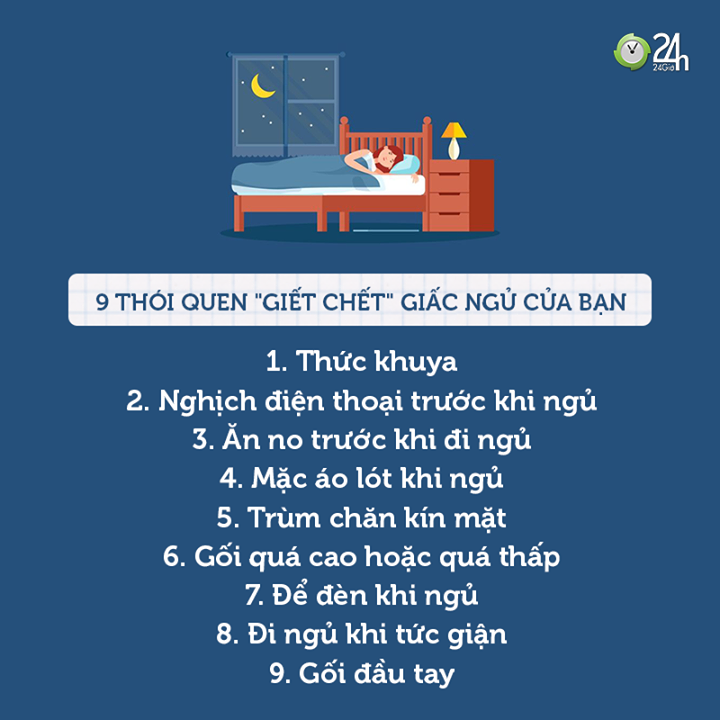 24h
24Giờ
9 THÓI QUEN "GIẾT CHẾT" GIẤC NGỦ CỦA BẠN
1. Thức khuya
2. Nghịch điện thoại trước khi ngủ
3. Ăn no trước khi đi ngủ
4. Mặc áo lót khi ngủ
5. Trùm chăn kín mặt
6. Gối quá cao hoặc quá thấp
7. Để đèn khi ngủ
8. Đi ngủ khi tức giận
9. Gối đầu tay